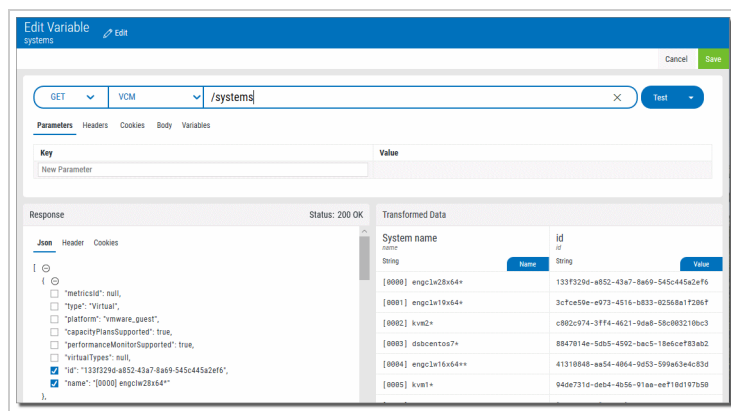 Edit Variable
systems
Edit
Cancel
Save
GET
VCM
/systems
Test
Parameters
Headers
Cookies
Body
Variables
Key
Value
New Parameter
Response
Status: 200 OK
Json
Header
Cookies
[
{
"metricsId": null,
"type": "Virtual",
"platform": "vmware_guest",
"capacityPlansSupported": true,
"performanceMonitorSupported": true,
"virtualTypes": null,
"id": "133f329d-a852-43a7-8a69-545c445a2ef6",
"name": "[0000] engclw28x64*"
},
Transformed Data
System name
name
String
Name
id
id
String
Value
[0000] engclw28x64*
133f329d-a852-43a7-8a69-545c445a2ef6
[0001] engclw19x64*
3cfce59e-e973-4516-b833-02568a1f206f
[0002] kvm2*
c802c974-3ff4-4621-9da8-58c003210bc3
[0003] dsbcentos7*
8847014e-5db5-4592-bac5-18e6cef83ab2
[0004] engclw16x64**
41310848-aa54-4064-9d53-599a63e4c83d
[0005] kvm1*
94de731d-deb4-4b56-91aa-eef10d197b50